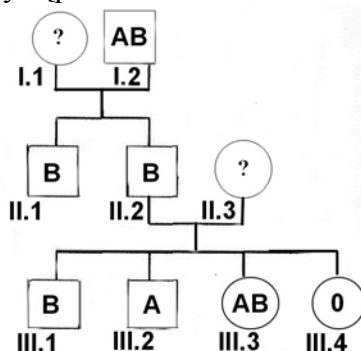 ? AB
I.1 I.2
B B ?
II.1 II.2 II.3
B A AB 0
III.1 III.2 III.3 III.4